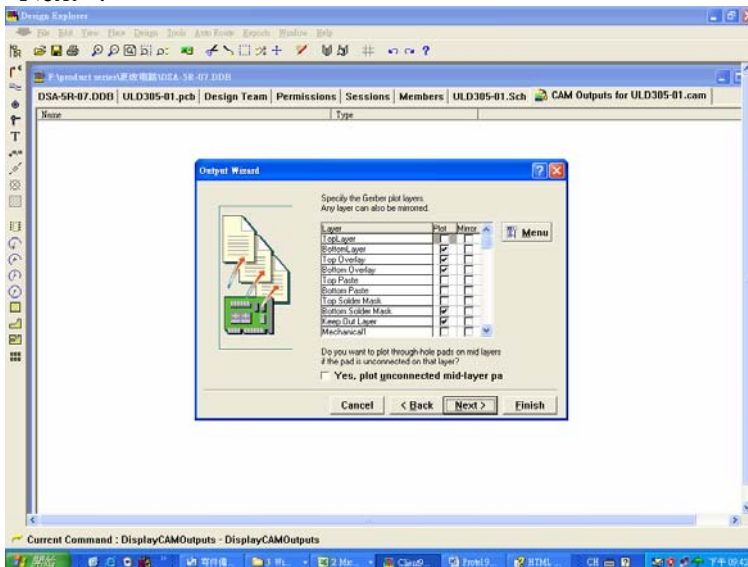 Design Explorer
File Edit View Place Design Tools Auto Route Reports Window Help
DSA-5R-07.DDB ULD305-01.pcb Design Team Permissions Sessions Members ULD305-01.Sch CAM Outputs for ULD305-01.cam
Name Type
Output Wizard
Specify the Gerber plot layers.
Any layer can also be mirrored.
Layer Plot Mirror
TopLayer
BottomLayer
Top Overlay
Bottom Overlay
Top Paste
Bottom Paste
Top Solder Mask
Bottom Solder Mask
Keep Out Layer
Mechanical1
Menu
Do you want to plot through-hole pads on mid layers
if the pad is unconnected on that layer?
Yes, plot unconnected mid-layer pa
Cancel < Back Next > Finish
Current Command : DisplayCAMOutputs - DisplayCAMOutputs
開始 HTML CH